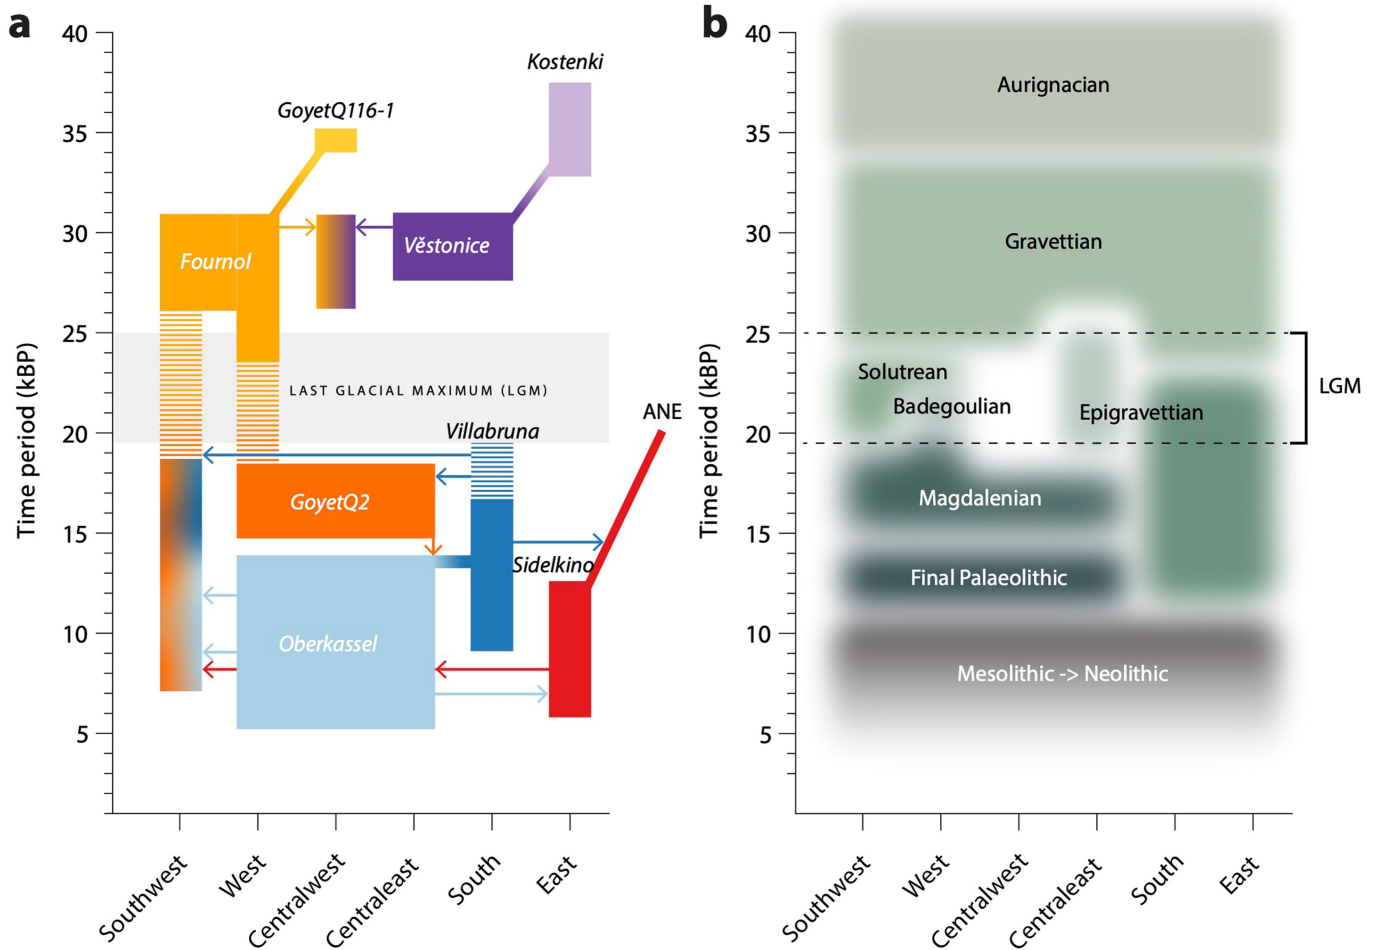 a
40
35
30
25
20
15
10
5
Time period (kBP)
Kostenki
GoyetQ116-1
Fournol
Věstonice
LAST GLACIAL MAXIMUM (LGM)
Villabruna
ANE
GoyetQ2
Sidelkino
Oberkassel
Southwest
West
Centralwest
Centraleast
South
East
b
40
35
30
25
20
15
10
5
Time period (kBP)
Aurignacian
Gravettian
Solutrean
Badegoulian
Epigravettian
LGM
Magdalenian
Final Palaeolithic
Mesolithic -> Neolithic
Southwest
West
Centralwest
Centraleast
South
East